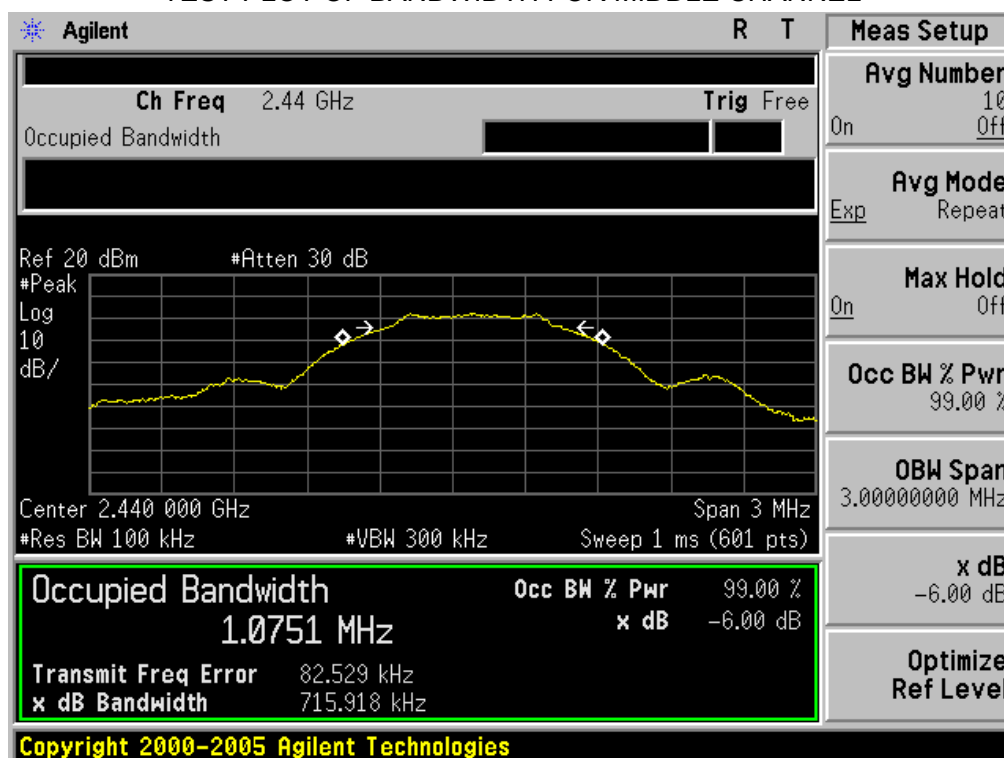 Agilent R T
Meas Setup
Ch Freq 2.44 GHz Trig Free
Occupied Bandwidth
Ref 20 dBm #Atten 30 dB
#Peak
Log
10
dB/
Center 2.440 000 GHz Span 3 MHz
#Res BW 100 kHz #VBW 300 kHz Sweep 1 ms (601 pts)
Occupied Bandwidth Occ BW % Pwr 99.00 %
1.0751 MHz x dB -6.00 dB
Transmit Freq Error 82.529 kHz
x dB Bandwidth 715.918 kHz
Copyright 2000-2005 Agilent Technologies
Avg Number
10
On Off
Avg Mode
Exp Repeat
Max Hold
On Off
Occ BW % Pwr
99.00 %
OBW Span
3.00000000 MHz
x dB
-6.00 dB
Optimize
Ref Level